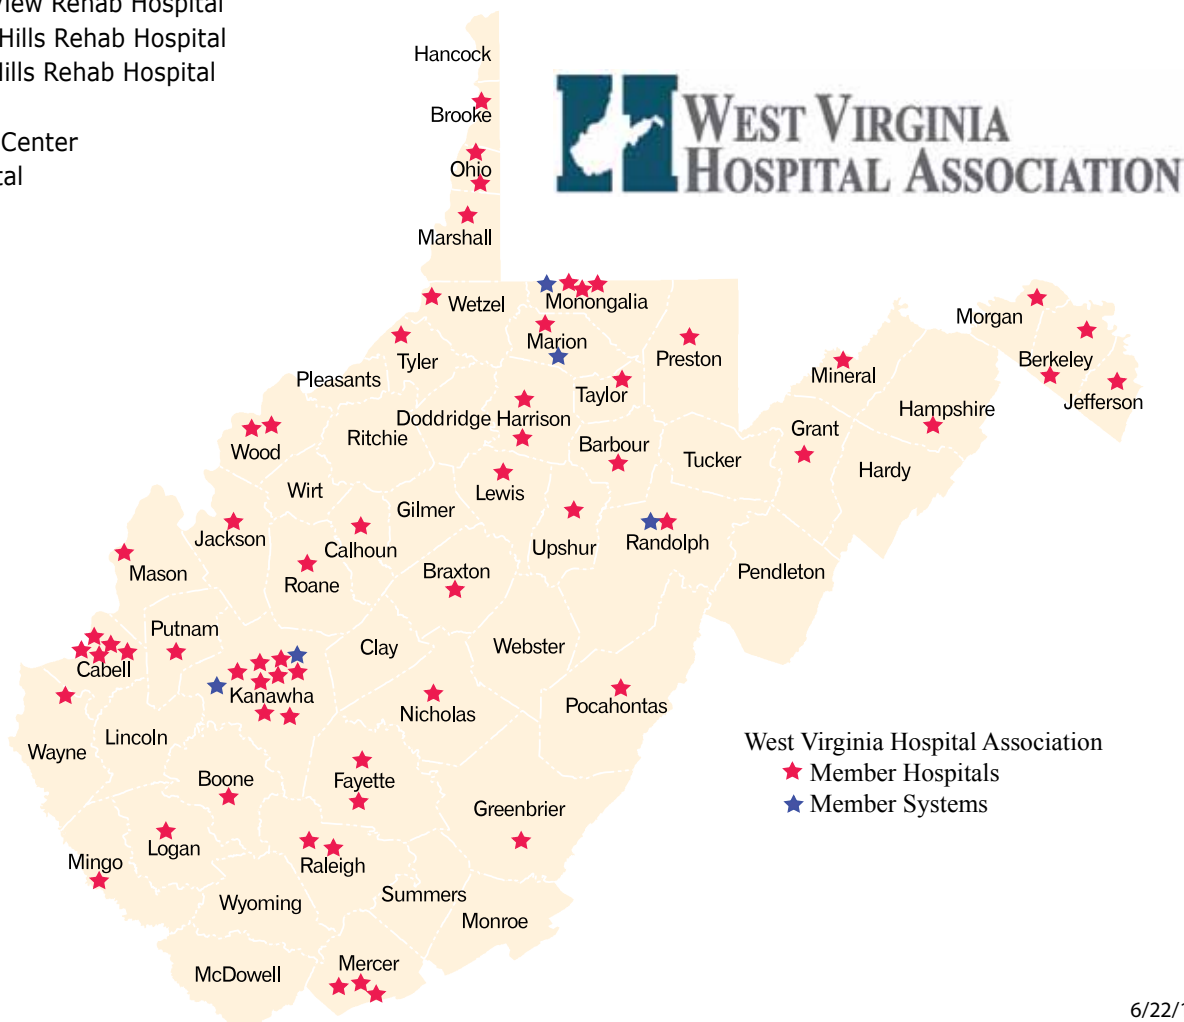 View Rehab Hospital
Hills Rehab Hospital
Hills Rehab Hospital
Center
WEST VIRGINIA
HOSPITAL ASSOCIATION
Hancock
Brooke
Ohio
Marshall
Wetzel
Monongalia
Marion
Preston
Tyler
Pleasants
Taylor
Doddridge
Harrison
Ritchie
Wood
Barbour
Tucker
Morgan
Berkeley
Jefferson
Mineral
Hampshire
Grant
Hardy
Wirt
Lewis
Gilmer
Jackson
Calhoun
Upshur
Randolph
Mason
Roane
Braxton
Pendleton
Putnam
Clay
Webster
Cabell
Kanawha
Nicholas
Pocahontas
Wayne
Lincoln
Boone
Fayette
Greenbrier
West Virginia Hospital Association
Member Hospitals
Member Systems
Logan
Mingo
Raleigh
Summers
Wyoming
Monroe
Mercer
McDowell